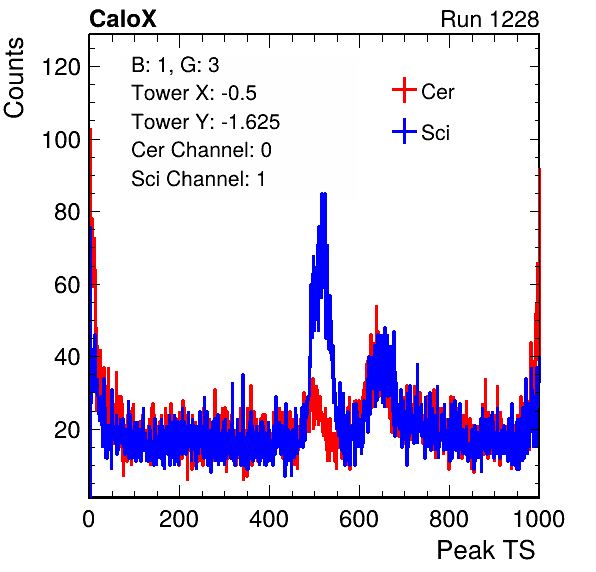 CaloX Run 1228
Counts
B: 1, G: 3
Tower X: -0.5
Tower Y: -1.625
Cer Channel: 0
Sci Channel: 1
Cer
Sci
120
100
80
60
40
20
0 200 400 600 800 1000
Peak TS